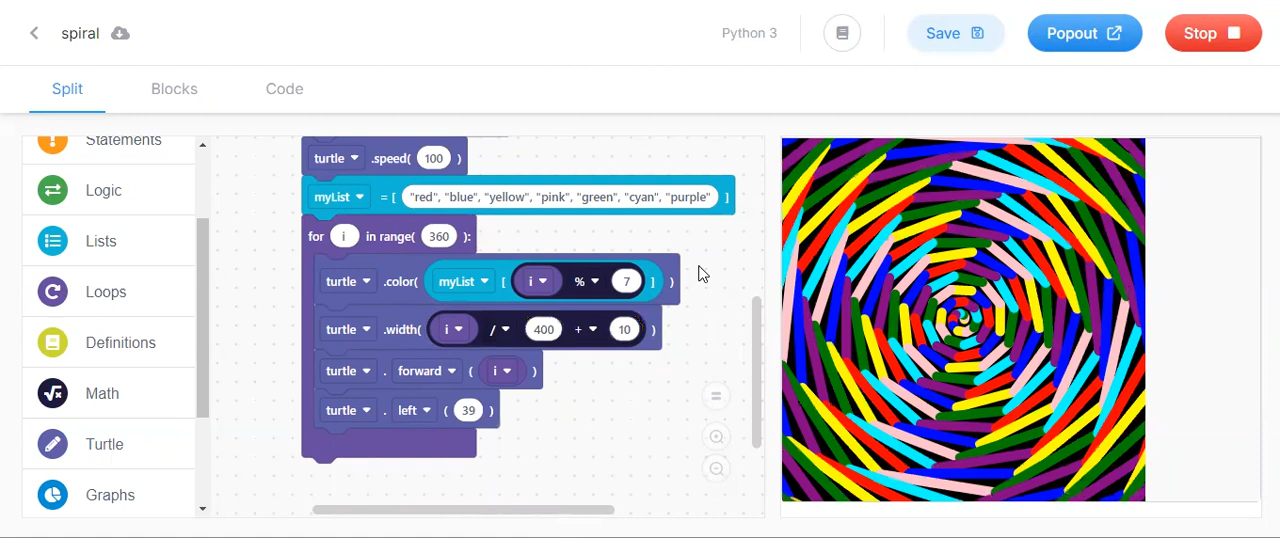 spiral
Python 3
Save
Popout
Stop
Split
Blocks
Code
Statements
Logic
Lists
Loops
Definitions
Math
Turtle
Graphs
turtle .speed( 100 )
myList = [ "red", "blue", "yellow", "pink", "green", "cyan", "purple" ]
for i in range( 360 ):
turtle .color( myList [ i % 7 ] )
turtle .width( i / 400 + 10 )
turtle . forward ( i )
turtle . left ( 39 )